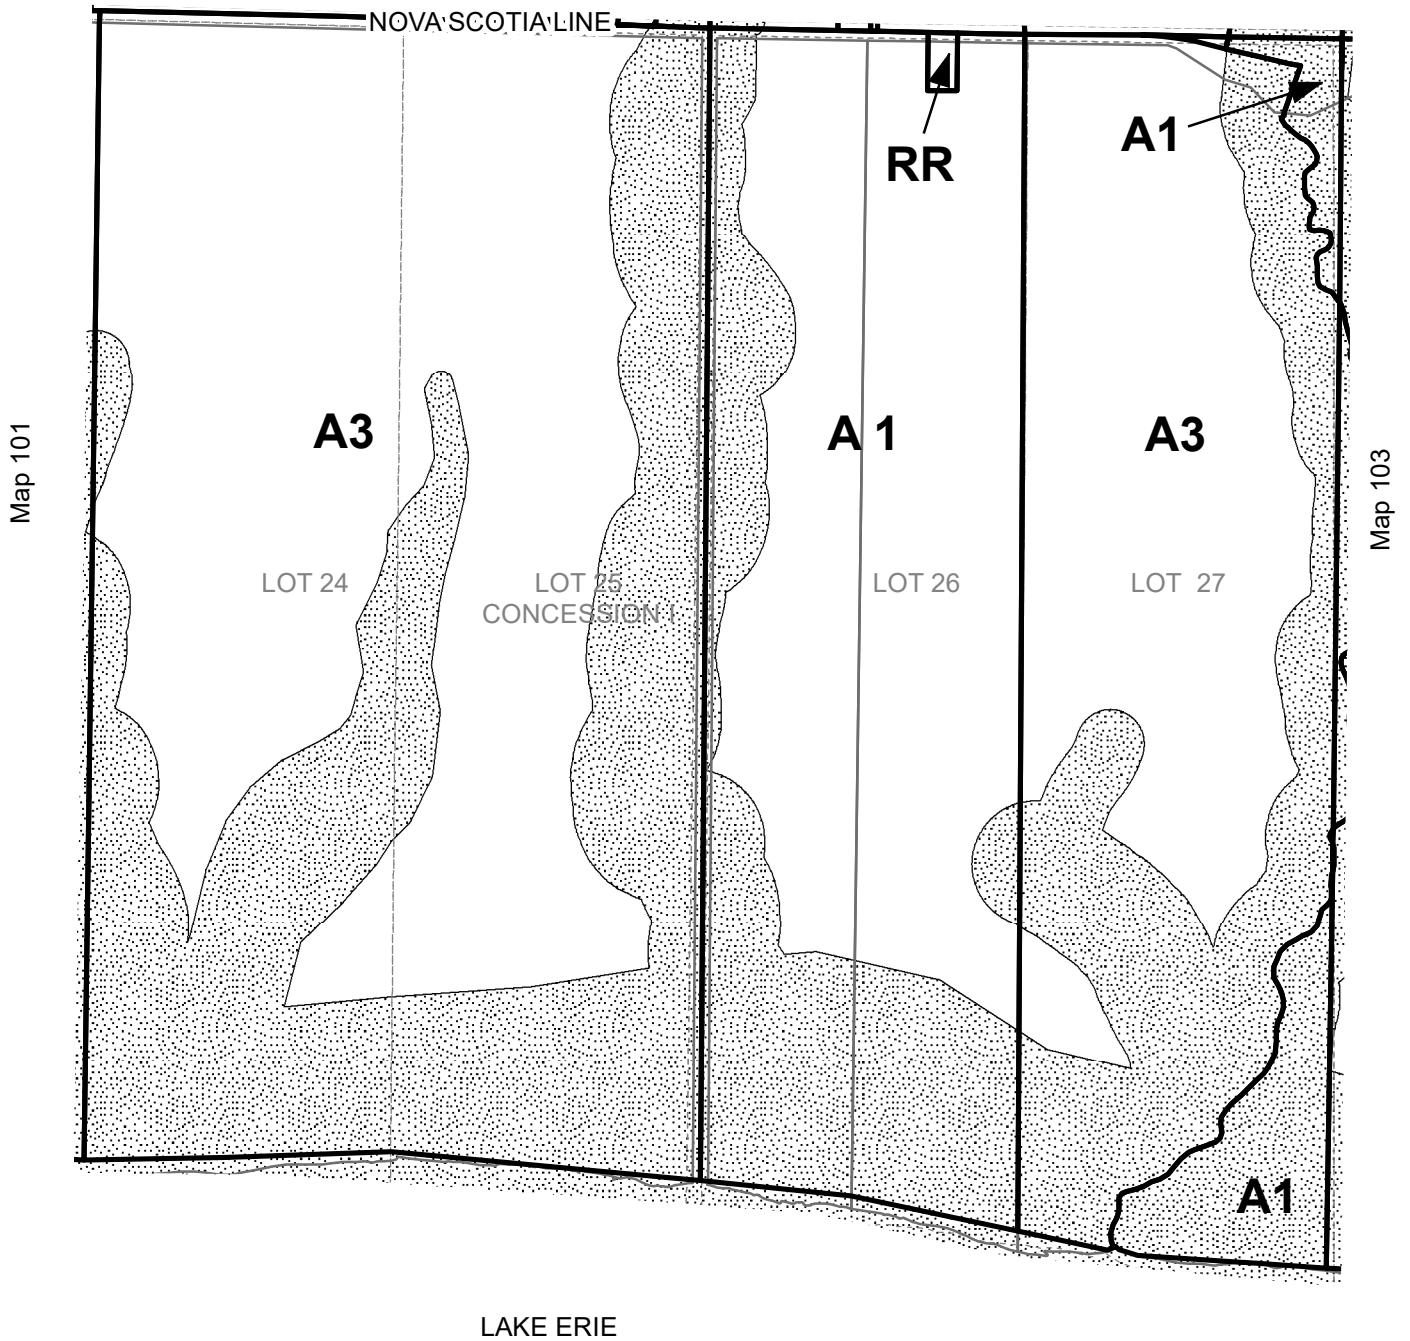 NOVA SCOTIA LINE
A1
RR
A3
A 1
A3
Map 101
Map 103
LOT 24
LOT 25
LOT 26
LOT 27
CONCESSION I
A1
LAKE ERIE